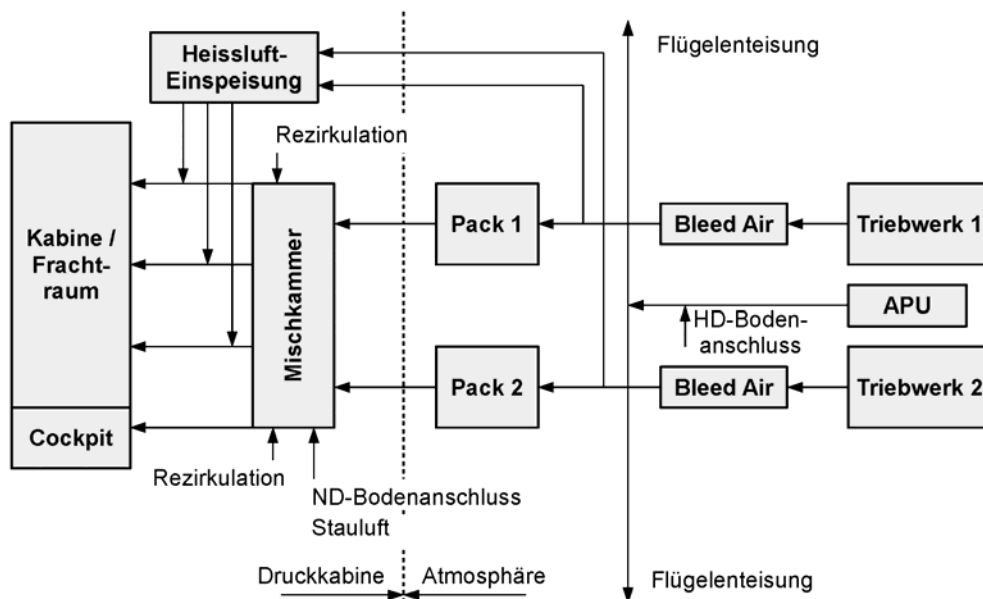 Heissluft-
Einspeisung
Flügelenteisung
Rezirkulation
Kabine /
Fracht-
raum
Mischkammer
Pack 1
Bleed Air
Triebwerk 1
APU
HD-Boden-
anschluss
Pack 2
Bleed Air
Triebwerk 2
Cockpit
Rezirkulation
ND-Bodenanschluss
Stauluft
Druckkabine
Atmosphäre
Flügelenteisung